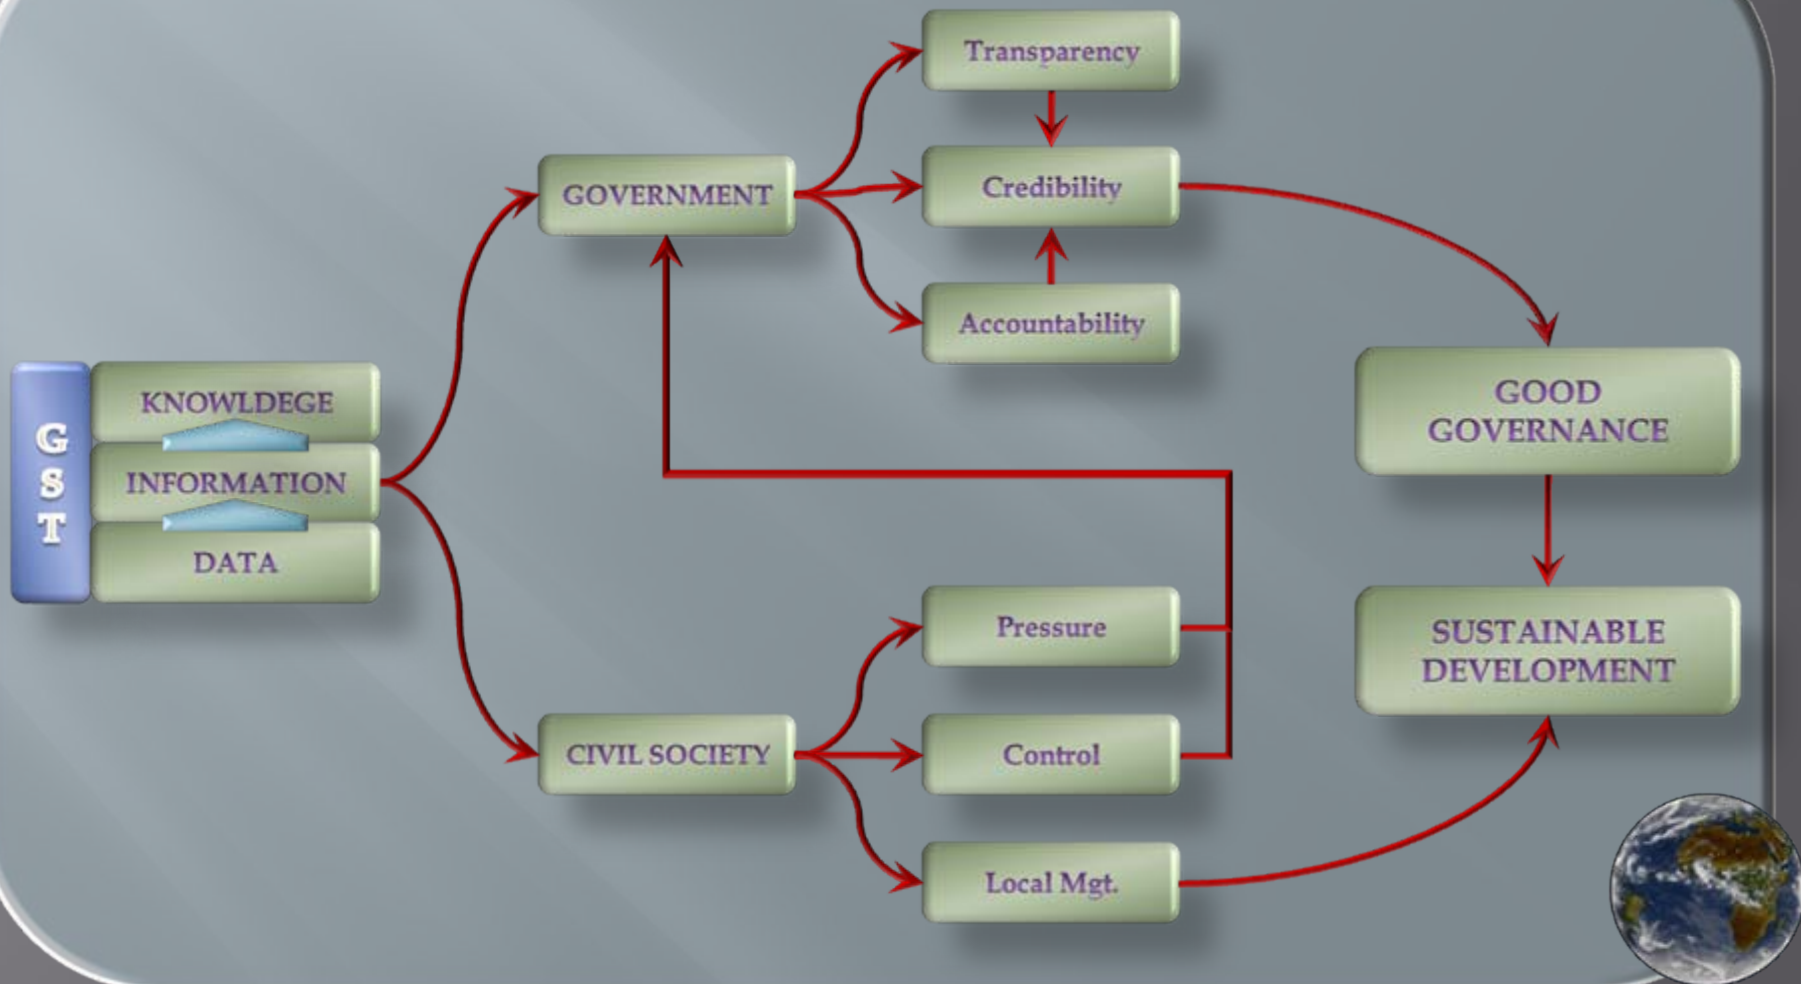 Transparency
Credibility
GOVERNMENT
Accountability
G
S
T
KNOWLDEGE
INFORMATION
DATA
GOOD
GOVERNANCE
Pressure
CIVIL SOCIETY
Control
Local Mgt.
SUSTAINABLE
DEVELOPMENT